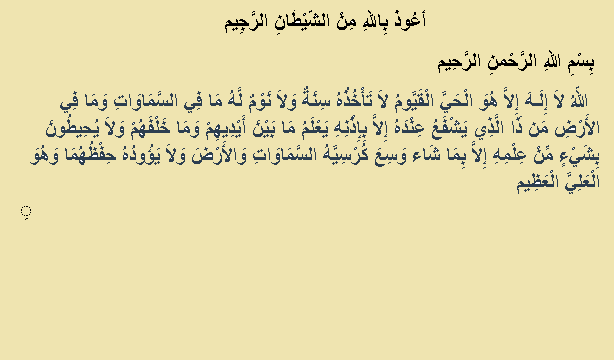 أعُوذُ بِاللهِ مِنْ الشَّيْطَانِ الرَّجِيم
بِسْمِ اللهِ الرَّحْمنِ الرَّحِيم
اللّهُ لاَ إِلَـهَ إِلاَّ هُوَ الْحَيُّ الْقَيُّومُ لاَ تَأْخُذُهُ سِنَةٌ وَلاَ نَوْمٌ لَّهُ مَا فِي السَّمَاوَاتِ وَمَا فِي
الأَرْضِ مَن ذَا الَّذِي يَشْفَعُ عِنْدَهُ إِلاَّ بِإِذْنِهِ يَعْلَمُ مَا بَيْنَ أَيْدِيهِمْ وَمَا خَلْفَهُمْ وَلاَ يُحِيطُونَ
بِشَيْءٍ مِّنْ عِلْمِهِ إِلاَّ بِمَا شَاء وَسِعَ كُرْسِيُّهُ السَّمَاوَاتِ وَالأَرْضَ وَلاَ يَؤُودُهُ حِفْظُهُمَا وَهُوَ
الْعَلِيُّ الْعَظِيم